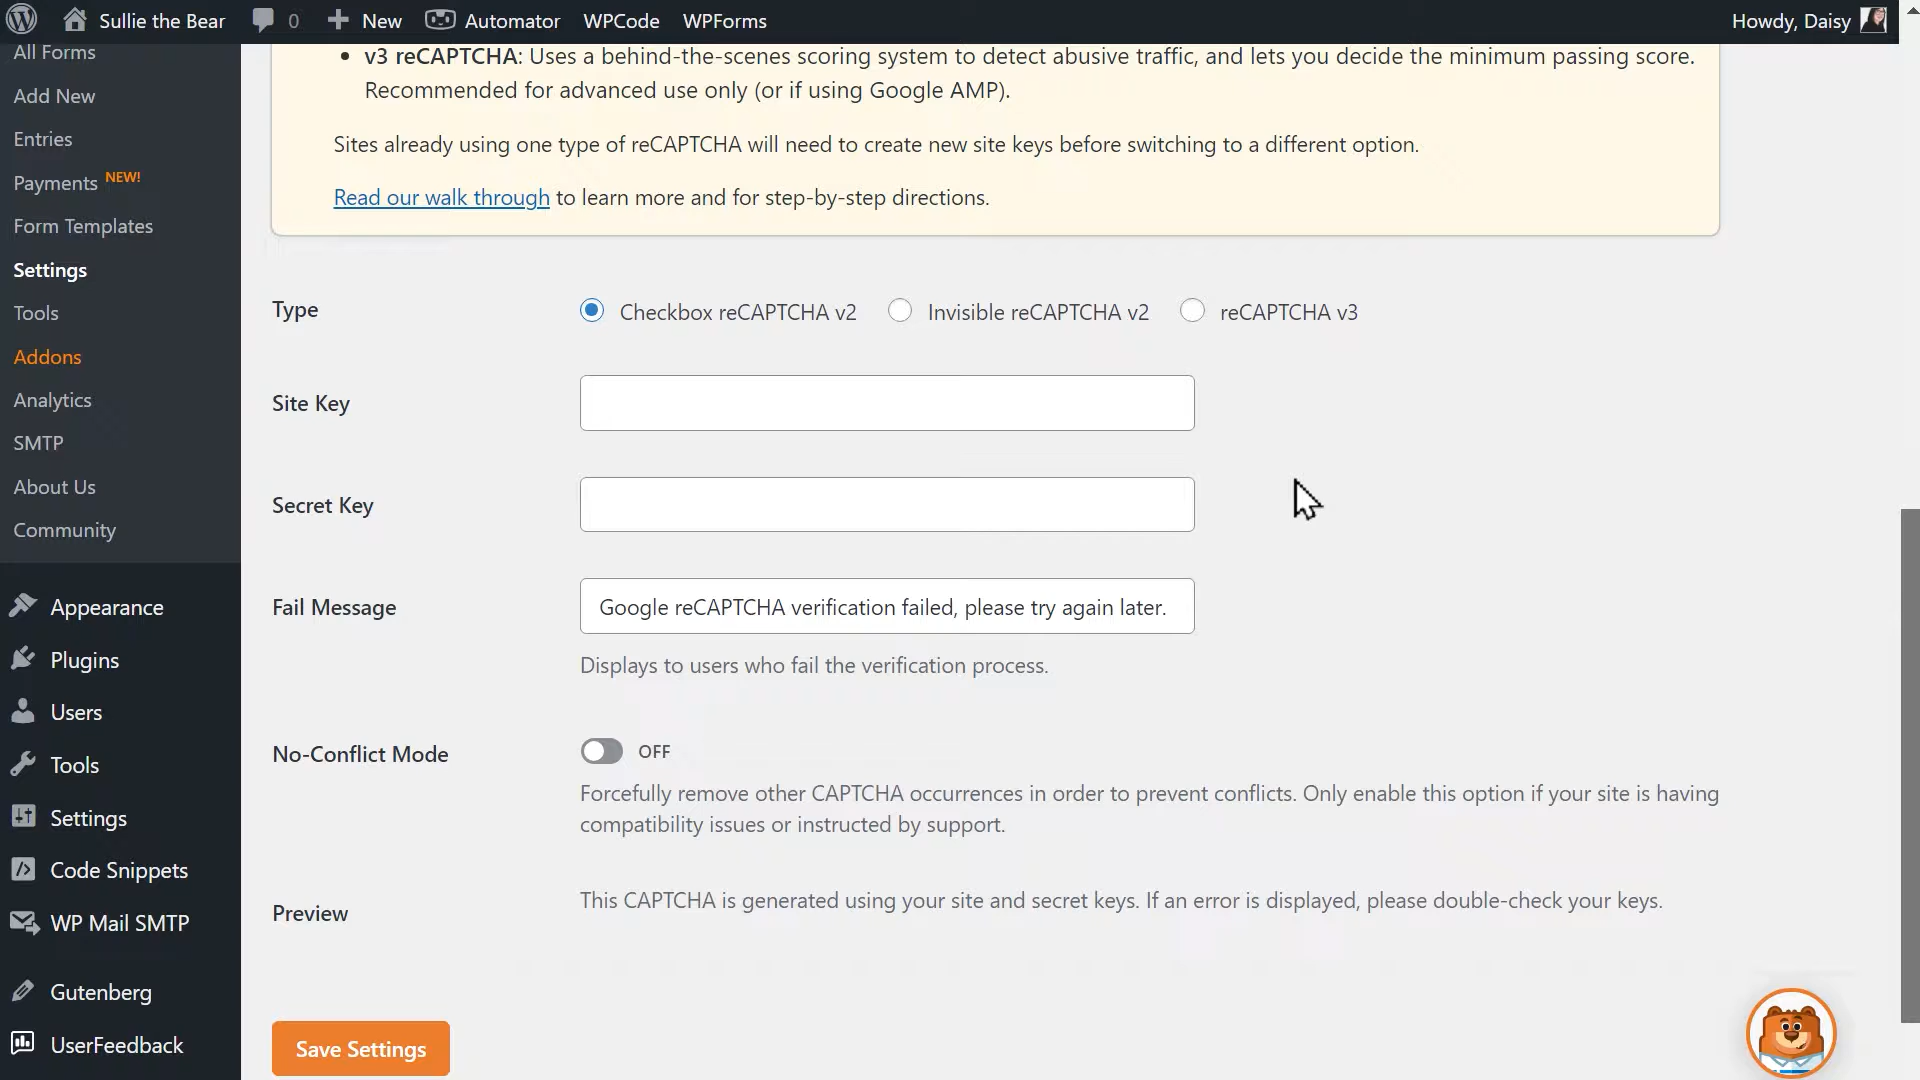 Sullie the Bear 0 New Automator WPCode WPForms Howdy, Daisy
All Forms
Add New
Entries
Payments NEW!
Form Templates
Settings
Tools
Addons
Analytics
SMTP
About Us
Community
Appearance
Plugins
Users
Tools
Settings
Code Snippets
WP Mail SMTP
Gutenberg
UserFeedback
• v3 reCAPTCHA: Uses a behind-the-scenes scoring system to detect abusive traffic, and lets you decide the minimum passing score.
Recommended for advanced use only (or if using Google AMP).
Sites already using one type of reCAPTCHA will need to create new site keys before switching to a different option.
Read our walk through to learn more and for step-by-step directions.
Type Checkbox reCAPTCHA v2 Invisible reCAPTCHA v2 reCAPTCHA v3
Site Key
Secret Key
Fail Message Google reCAPTCHA verification failed, please try again later.
Displays to users who fail the verification process.
No-Conflict Mode OFF
Forcefully remove other CAPTCHA occurrences in order to prevent conflicts. Only enable this option if your site is having
compatibility issues or instructed by support.
Preview This CAPTCHA is generated using your site and secret keys. If an error is displayed, please double-check your keys.
Save Settings